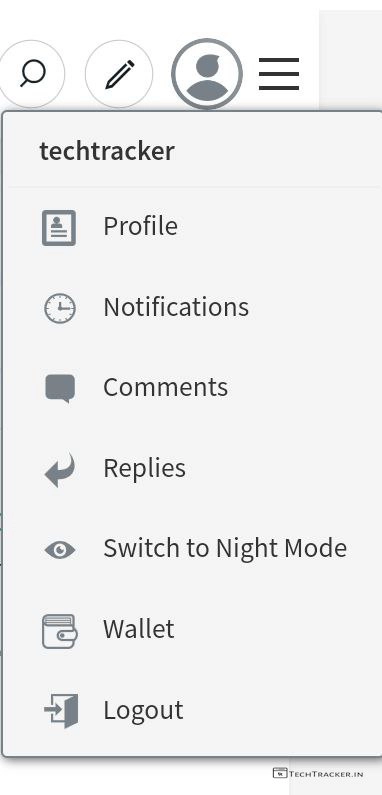 techtracker
Profile
Notifications
Comments
Replies
Switch to Night Mode
Wallet
Logout
TechTracker.in